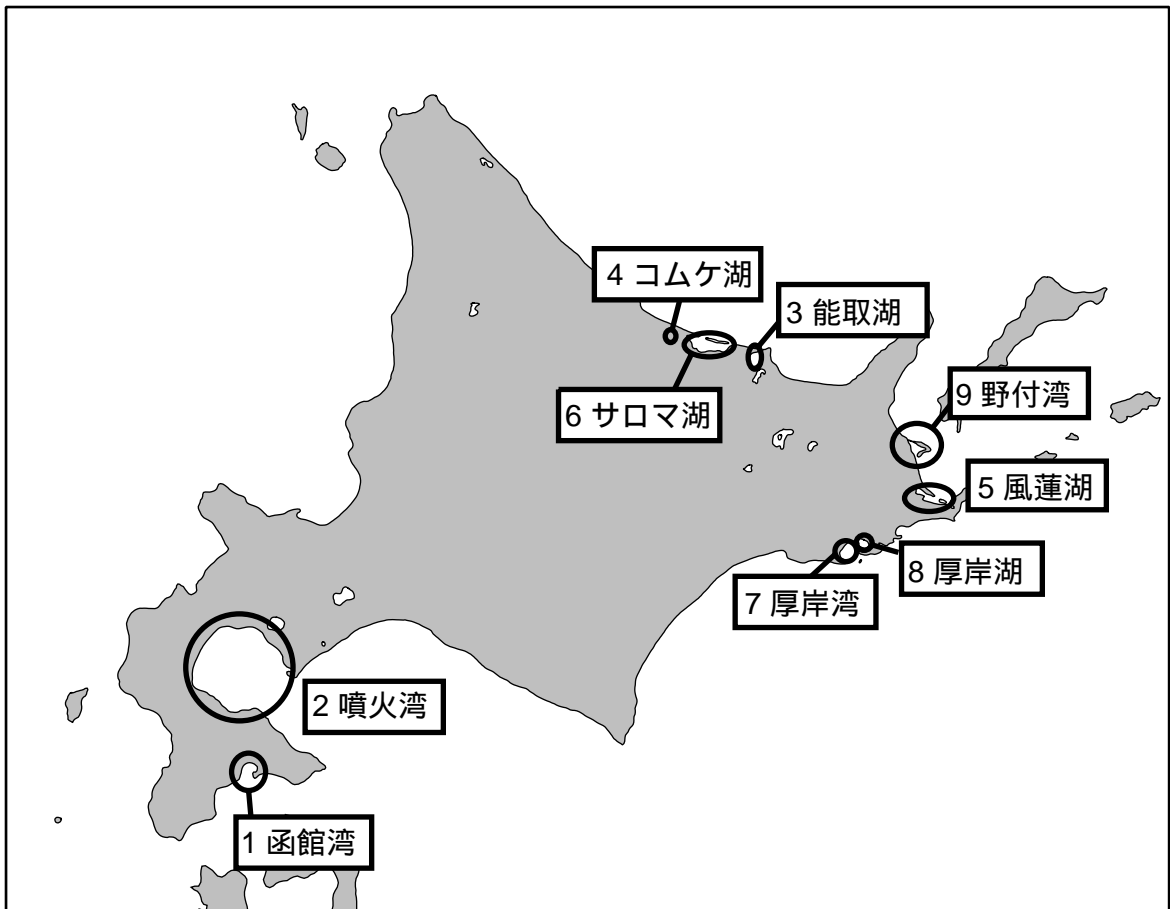 4 コムケ湖
3 能取湖
6 サロマ湖
9 野付湾
5 風蓮湖
8 厚岸湖
7 厚岸湾
2 噴火湾
1 函館湾